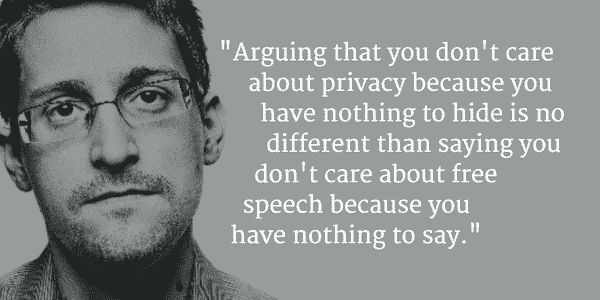 "Arguing that you don't care
about privacy because you
have nothing to hide is no
different than saying you
don't care about free
speech because you
have nothing to say."